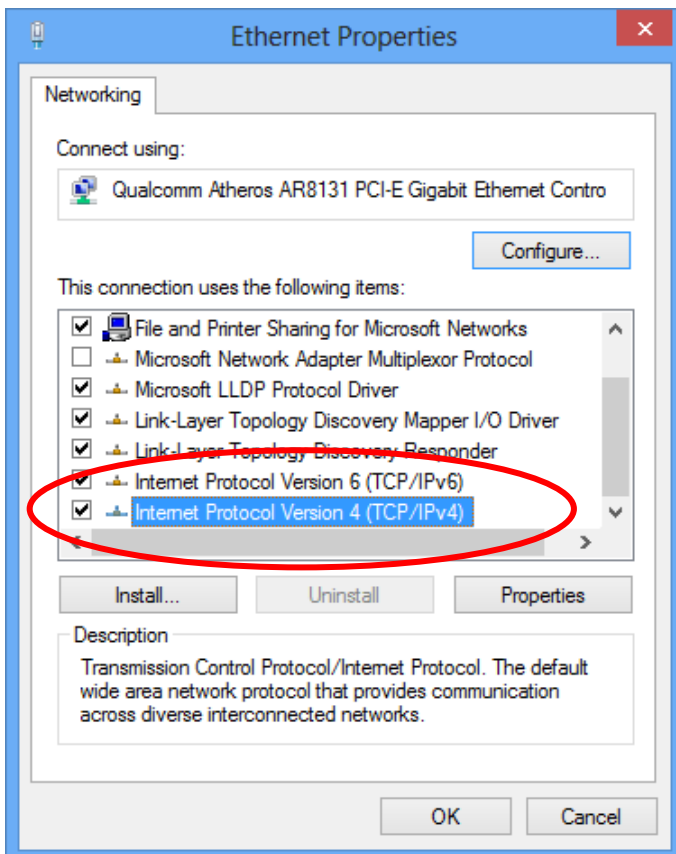 Ethernet Properties
Networking
Connect using:
Qualcomm Atheros AR8131 PCI-E Gigabit Ethernet Contro
Configure...
This connection uses the following items:
File and Printer Sharing for Microsoft Networks
Microsoft Network Adapter Multiplexor Protocol
Microsoft LLDP Protocol Driver
Link-Layer Topology Discovery Mapper I/O Driver
Link-Layer Topology Discovery Responder
Internet Protocol Version 6 (TCP/IPv6)
Internet Protocol Version 4 (TCP/IPv4)
Install...
Uninstall
Properties
Description
Transmission Control Protocol/Internet Protocol. The default
wide area network protocol that provides communication
across diverse interconnected networks.
OK
Cancel